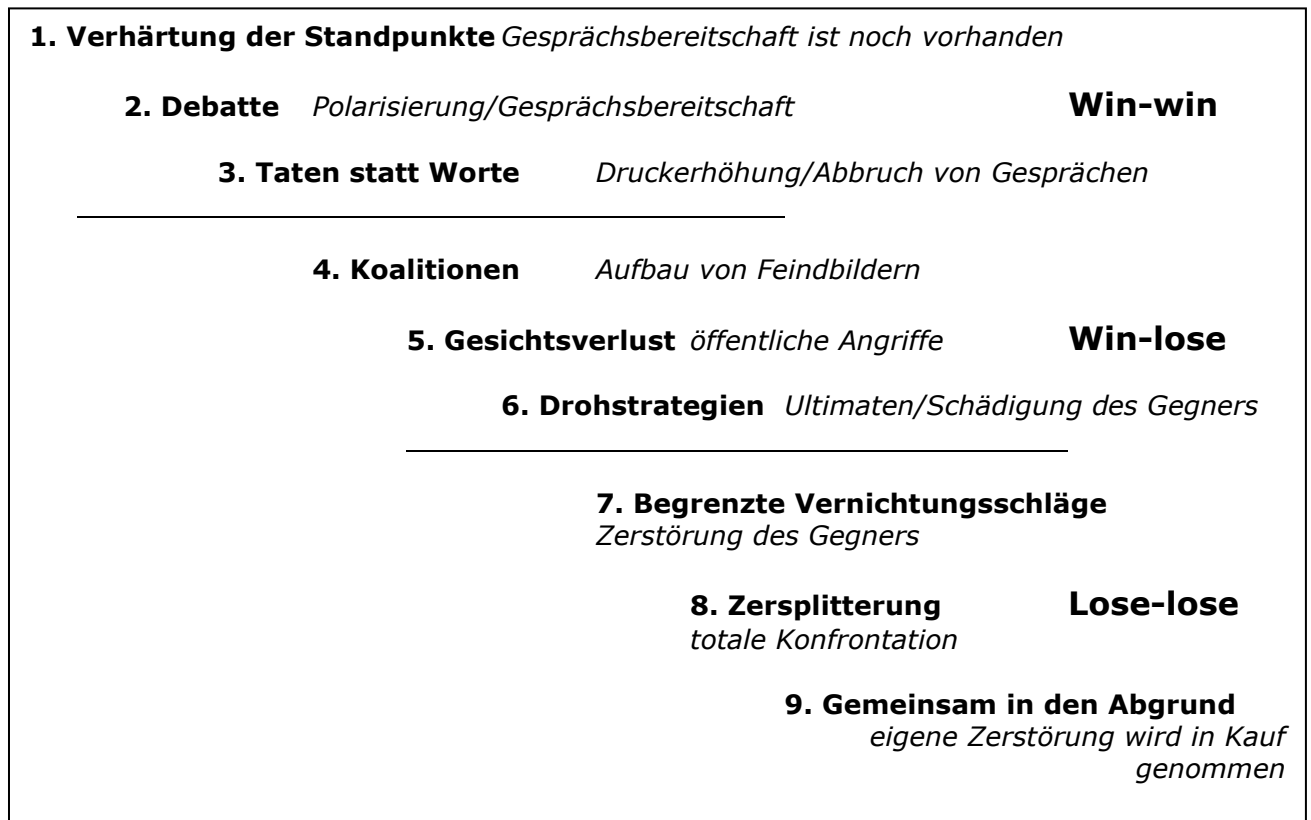 1. Verhärtung der Standpunkte Gesprächsbereitschaft ist noch vorhanden
2. Debatte Polarisierung/Gesprächsbereitschaft Win-win
3. Taten statt Worte Druckerhöhung/Abbruch von Gesprächen
4. Koalitionen Aufbau von Feindbildern
5. Gesichtsverlust öffentliche Angriffe Win-lose
6. Drohstrategien Ultimaten/Schädigung des Gegners
7. Begrenzte Vernichtungsschläge
Zerstörung des Gegners
8. Zersplitterung Lose-lose
totale Konfrontation
9. Gemeinsam in den Abgrund
eigene Zerstörung wird in Kauf
genommen